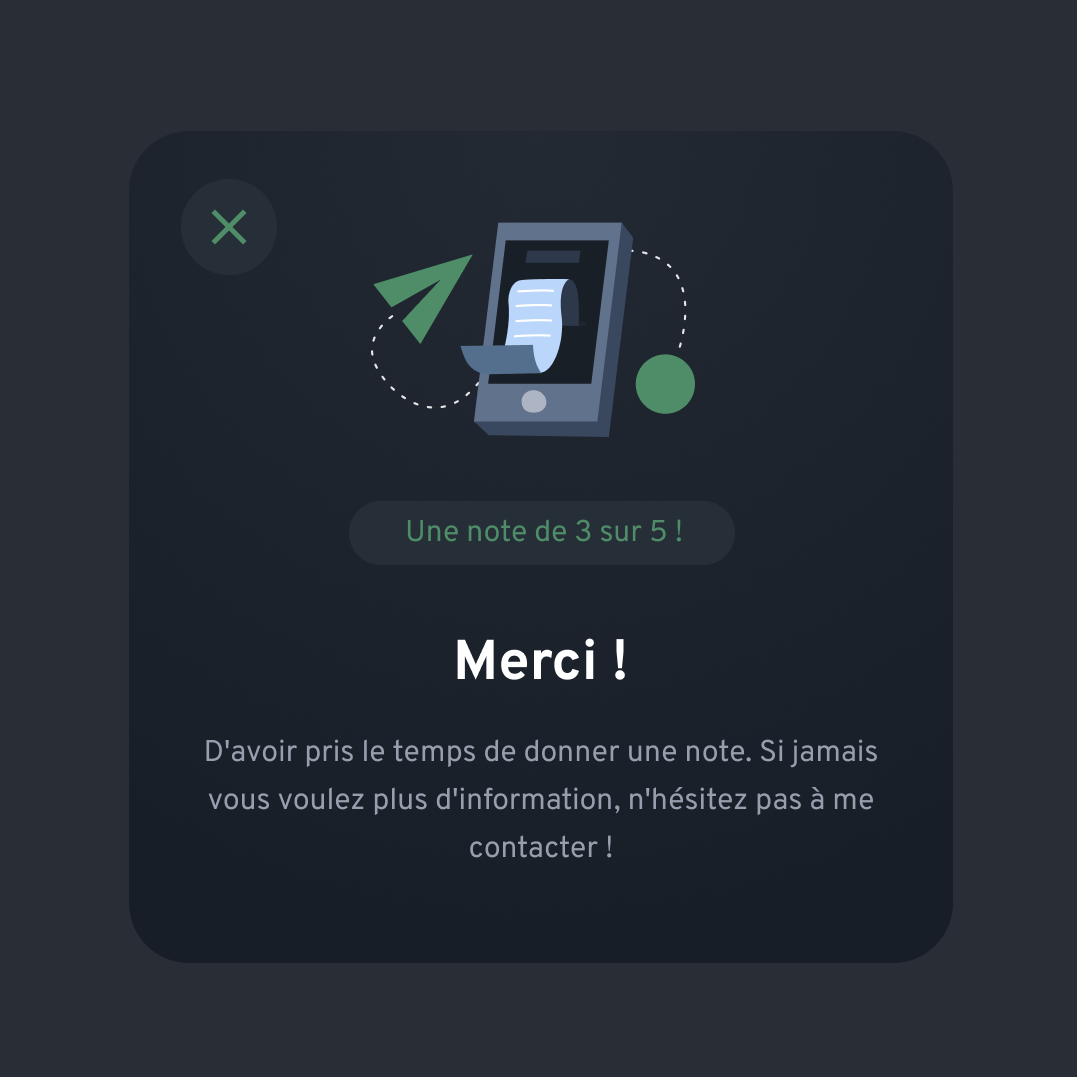 Une note de 3 sur 5 !
Merci !
D'avoir pris le temps de donner une note. Si jamais
vous voulez plus d'information, n'hésitez pas à me
contacter !